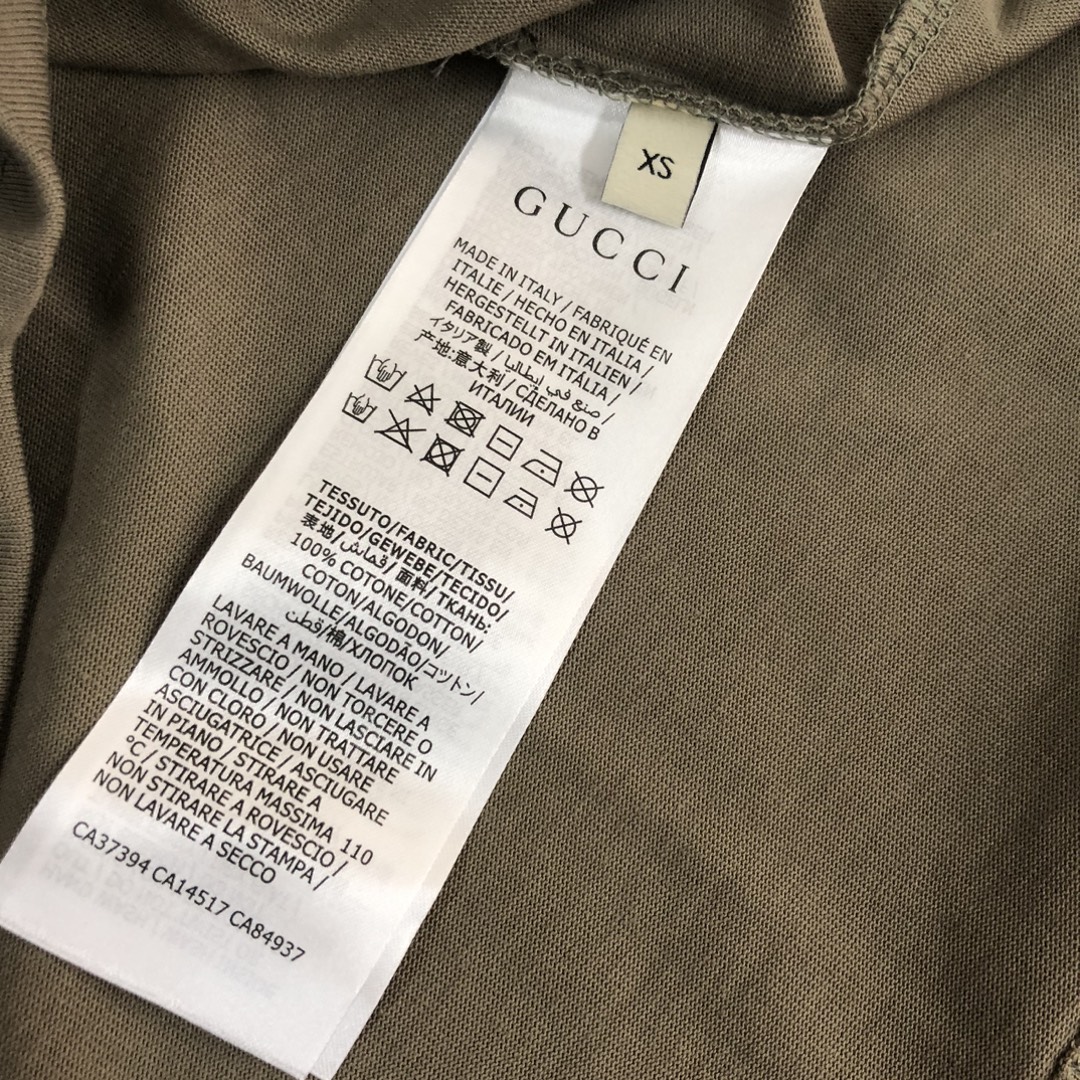 XS
GUCCI
MADE IN ITALY / FABRIQUÉ EN
ITALIE / HECHO EN ITALIA /
HERGESTELLT IN ITALIEN /
FABRICADO EM ITÁLIA /
イタリア製 / صنع في إيطاليا /
产地:意大利 / СДЕЛАНО В
ИТАЛИИ
TESSUTO/FABRIC/TISSU/
TEJIDO/GEWEBE/TECIDO/
表地/قماش/面料/ТКАНЬ:
100% COTONE/COTTON/
COTON/ALGODON/
BAUMWOLLE/ALGODÃO/コットン/
قطن/棉/ХЛОПОК
LAVARE A MANO / LAVARE A
ROVESCIO / NON TORCERE O
STRIZZARE / NON LASCIARE IN
AMMOLLO / NON TRATTARE
CON CLORO / NON USARE
ASCIUGATRICE / ASCIUGARE
IN PIANO / STIRARE A
TEMPERATURA MASSIMA 110
°C/ STIRARE A ROVESCIO /
NON STIRARE LA STAMPA /
NON LAVARE A SECCO
CA37394 CA14517 CA84937